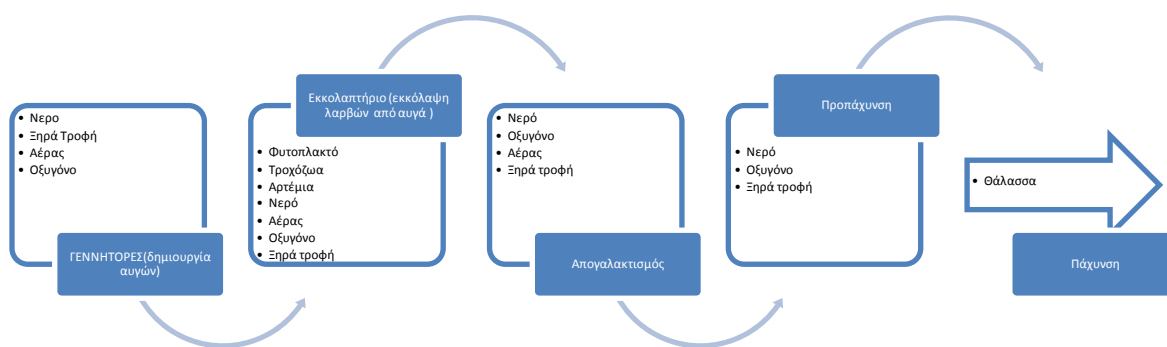 • Νερο
• Ξηρά Τροφή
• Αέρας
• Οξυγόνο
ΓΕΝΝΗΤΟΡΕΣ(δημιουργία
αυγών)
Εκκολαπτήριο (εκκόλαψη
λαρβών από αυγά )
• Φυτοπλακτό
• Τροχόζωα
• Αρτέμια
• Νερό
• Αέρας
• Οξυγόνο
• Ξηρά τροφή
• Νερό
• Οξυγόνο
• Αέρας
• Ξηρά τροφή
Απογαλακτισμός
Προπάχυνση
• Νερό
• Οξυγόνο
• Ξηρά τροφή
• Θάλασσα
Πάχυνση